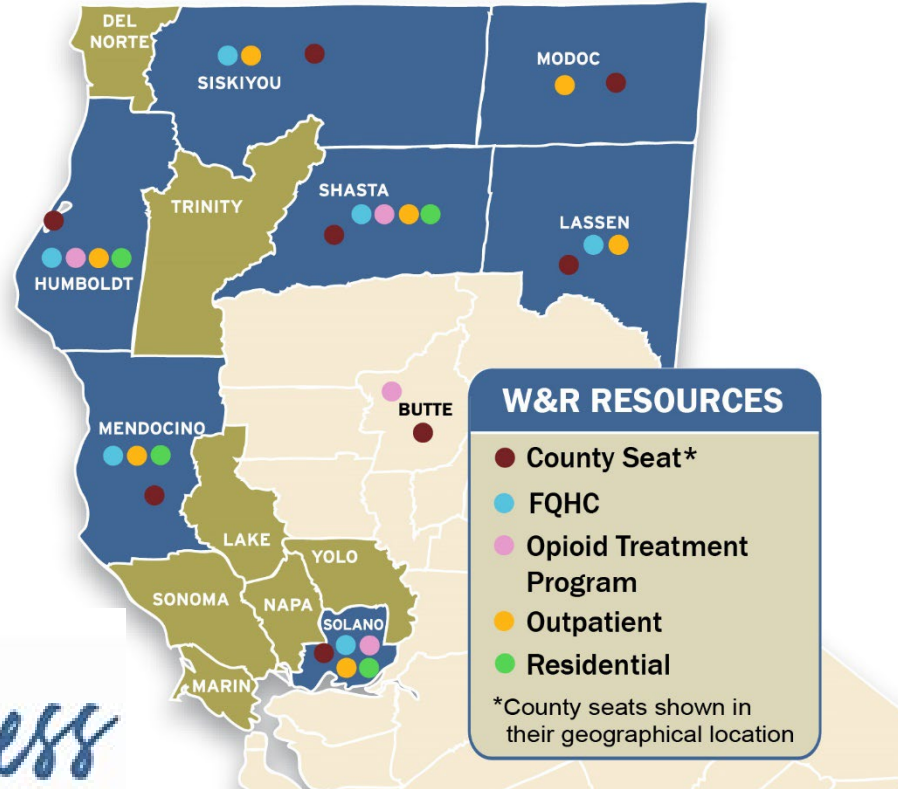 DEL
NORTE
SISKIYOU
MODOC
TRINITY
SHASTA
LASSEN
HUMBOLDT
MENDOCINO
BUTTE
LAKE
YOLO
SONOMA
NAPA
SOLANO
MARIN
W&R RESOURCES
County Seat*
FQHC
Opioid Treatment
Program
Outpatient
Residential
*County seats shown in
their geographical location
ess